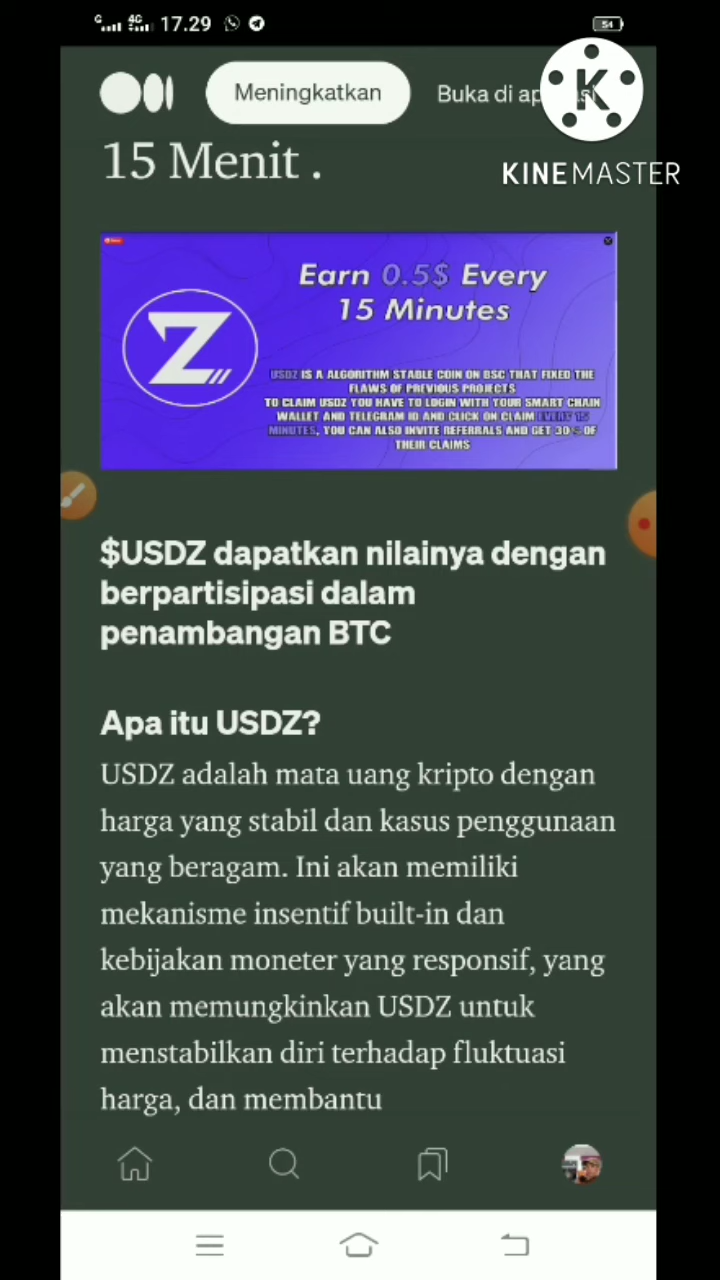 G 4G 17.29 54
Meningkatkan
Buka di ap
K
KINEMASTER
15 Menit .
Earn 0.5$ Every
15 Minutes
Z
USDZ IS A ALGORITHM STABLE COIN ON BSC THAT FIXED THE
FLAWS OF PREVIOUS PROJECTS
TO CLAIM USDZ YOU HAVE TO LOGIN WITH YOUR SMART CHAIN
WALLET AND TELEGRAM ID AND CLICK ON CLAIM EVERY 15
MINUTES, YOU CAN ALSO INVITE REFERRALS AND GET 30% OF
THEIR CLAIMS
$USDZ dapatkan nilainya dengan
berpartisipasi dalam
penambangan BTC
Apa itu USDZ?
USDZ adalah mata uang kripto dengan
harga yang stabil dan kasus penggunaan
yang beragam. Ini akan memiliki
mekanisme insentif built-in dan
kebijakan moneter yang responsif, yang
akan memungkinkan USDZ untuk
menstabilkan diri terhadap fluktuasi
harga, dan membantu